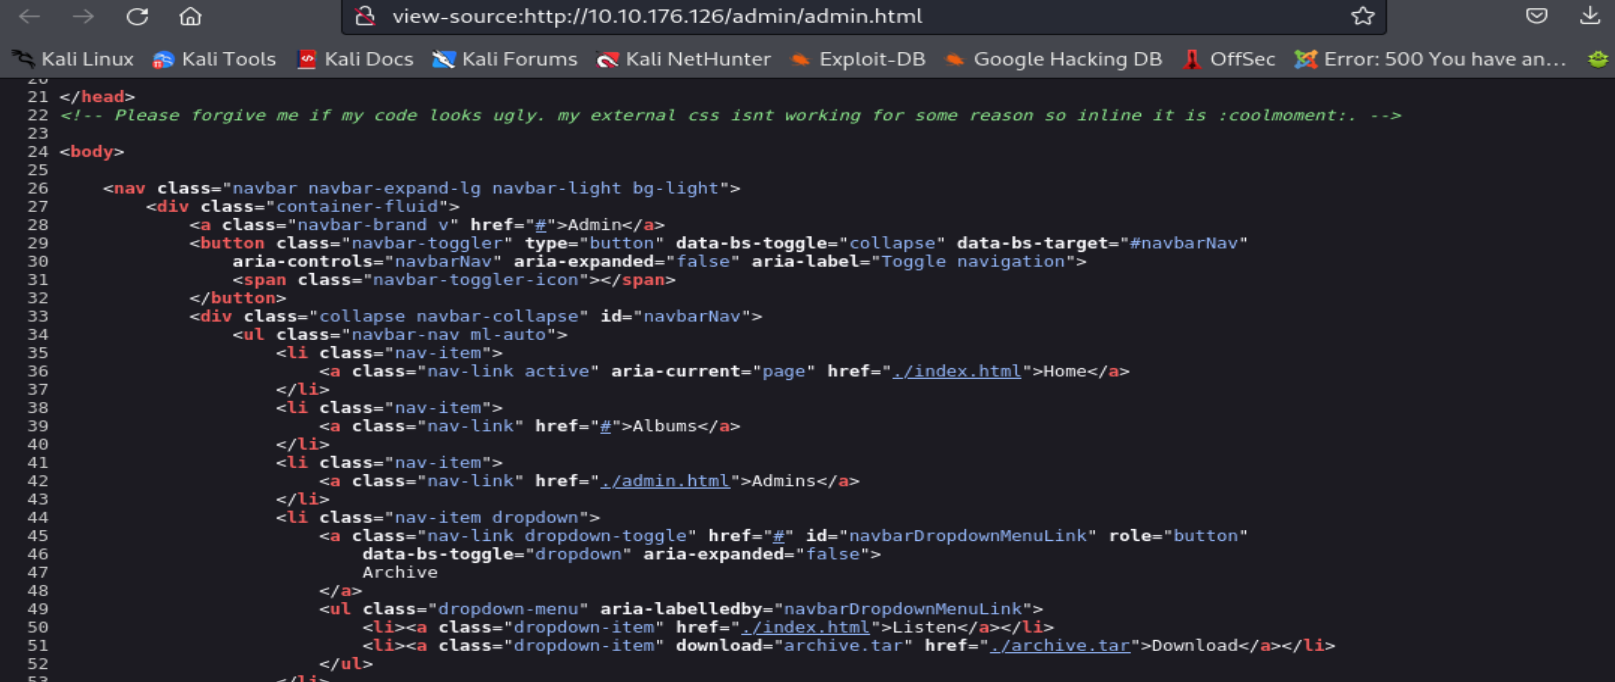 view-source:http://10.10.176.126/admin/admin.html
Kali Linux Kali Tools Kali Docs Kali Forums Kali NetHunter Exploit-DB Google Hacking DB OffSec Error: 500 You have an...
20
21 </head>
22 <!-- Please forgive me if my code looks ugly. my external css isnt working for some reason so inline it is :coolmoment:. -->
23
24 <body>
25
26 <nav class="navbar navbar-expand-lg navbar-light bg-light">
27 <div class="container-fluid">
28 <a class="navbar-brand v" href="#">Admin</a>
29 <button class="navbar-toggler" type="button" data-bs-toggle="collapse" data-bs-target="#navbarNav"
30 aria-controls="navbarNav" aria-expanded="false" aria-label="Toggle navigation">
31 <span class="navbar-toggler-icon"></span>
32 </button>
33 <div class="collapse navbar-collapse" id="navbarNav">
34 <ul class="navbar-nav ml-auto">
35 <li class="nav-item">
36 <a class="nav-link active" aria-current="page" href="./index.html">Home</a>
37 </li>
38 <li class="nav-item">
39 <a class="nav-link" href="#">Albums</a>
40 </li>
41 <li class="nav-item">
42 <a class="nav-link" href="./admin.html">Admins</a>
43 </li>
44 <li class="nav-item dropdown">
45 <a class="nav-link dropdown-toggle" href="#" id="navbarDropdownMenuLink" role="button"
46 data-bs-toggle="dropdown" aria-expanded="false">
47 Archive
48 </a>
49 <ul class="dropdown-menu" aria-labelledby="navbarDropdownMenuLink">
50 <li><a class="dropdown-item" href="./index.html">Listen</a></li>
51 <li><a class="dropdown-item" download="archive.tar" href="./archive.tar">Download</a></li>
52 </ul>
53 </li>